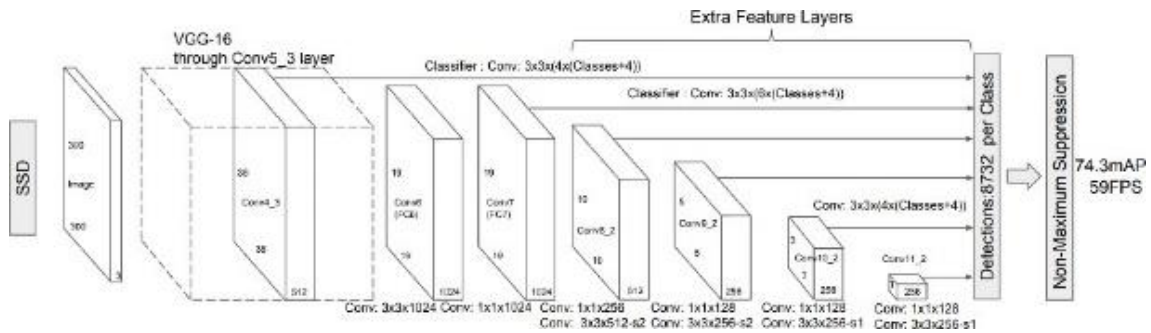 Extra Feature Layers
VGG-16
through Conv5_3 layer
Classifier : Conv: 3x3x(4x(Classes+4))
Classifier : Conv: 3x3x(6x(Classes+4))
SSD
300
Image
300
3
38
Conv4_3
38
512
19
Conv6
(FC6)
19
1024
19
Conv7
(FC7)
19
1024
10
Conv8_2
10
512
5
Conv9_2
5
256
Conv: 3x3x(4x(Classes+4))
3
Conv10_2
256
Conv11_2
1
256
Detections:8732 per Class
Non-Maximum Suppression
74.3mAP
59FPS
Conv: 3x3x1024
Conv: 1x1x1024
Conv: 1x1x256
Conv: 3x3x512-s2
Conv: 1x1x128
Conv: 3x3x256-s2
Conv: 1x1x128
Conv: 3x3x256-s1
Conv: 1x1x128
Conv: 3x3x256-s1